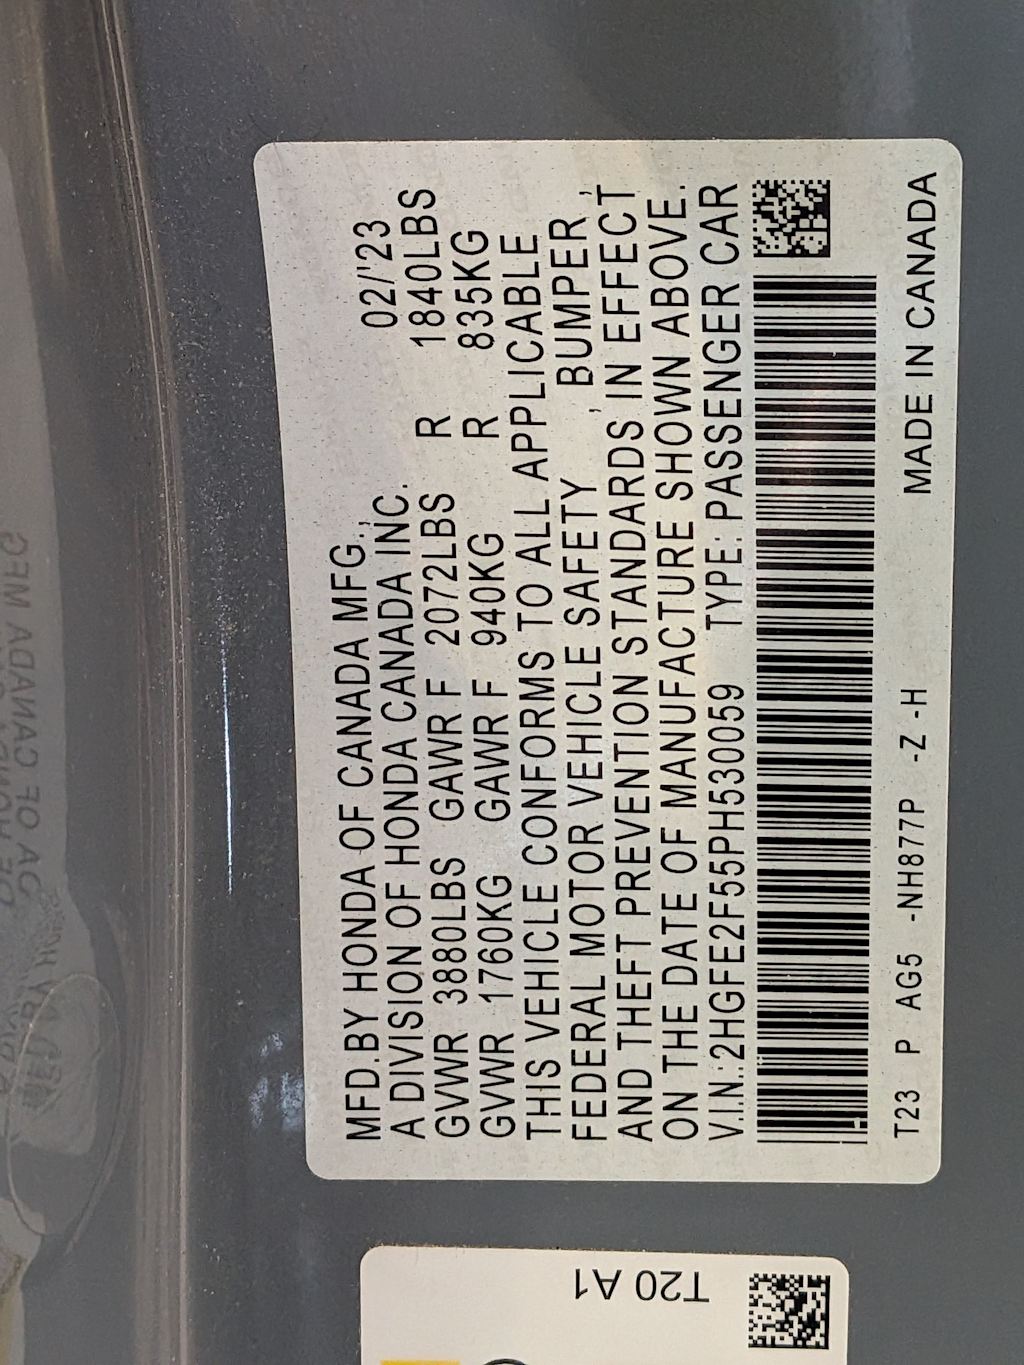 MFD.BY HONDA OF CANADA MFG.,
A DIVISION OF HONDA CANADA INC. 02/'23
GVWR 3880LBS GAWR F 2072LBS R 1840LBS
GVWR 1760KG GAWR F 940KG R 835KG
THIS VEHICLE CONFORMS TO ALL APPLICABLE
FEDERAL MOTOR VEHICLE SAFETY , BUMPER ,
AND THEFT PREVENTION STANDARDS IN EFFECT
ON THE DATE OF MANUFACTURE SHOWN ABOVE.
V.I.N.:2HGFE2F55PH530059 TYPE: PASSENGER CAR
T23 P AG5 -NH877P -Z -H MADE IN CANADA
T20 A1